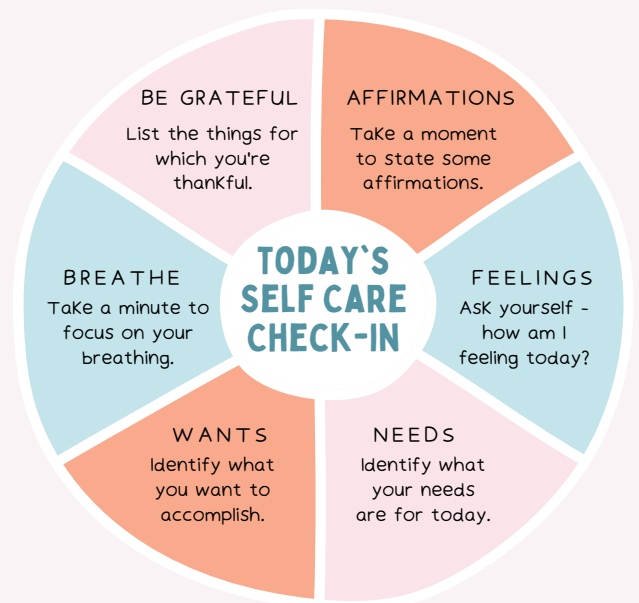 BE GRATEFUL
List the things for
which you're
thankful.
AFFIRMATIONS
Take a moment
to state some
affirmations.
BREATHE
Take a minute to
focus on your
breathing.
TODAY`S
SELF CARE
CHECK-IN
FEELINGS
Ask yourself -
how am I
feeling today?
WANTS
Identify what
you want to
accomplish.
NEEDS
Identify what
your needs
are for today.